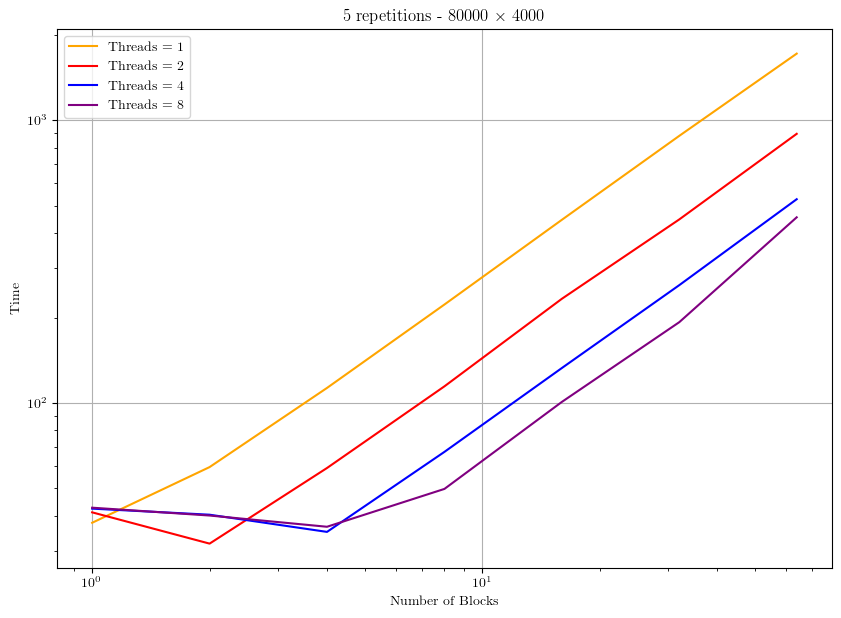 5 repetitions - 80000 × 4000
Threads = 1
Threads = 2
Threads = 4
Threads = 8
10³
10²
Time
10⁰
10¹
Number of Blocks